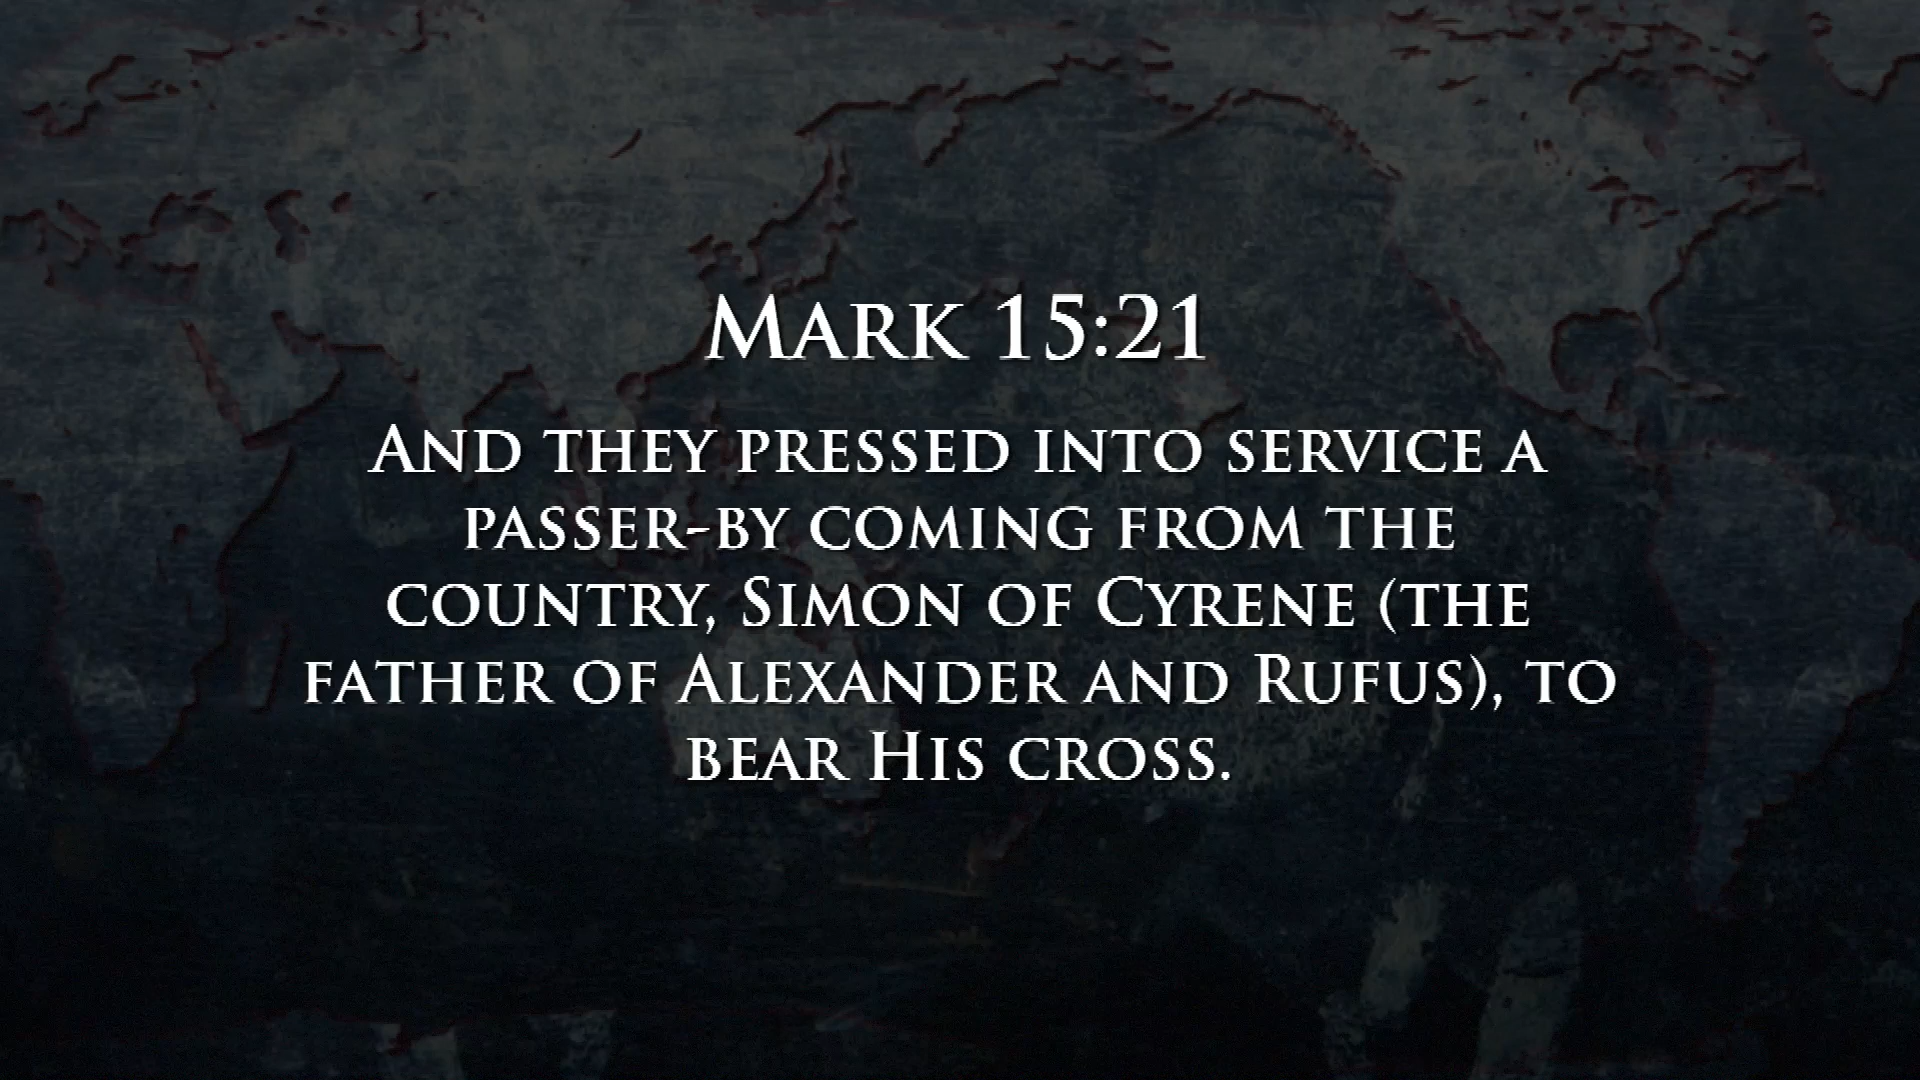 Mark 15:21
And they pressed into service a
passer-by coming from the
country, Simon of Cyrene (the
father of Alexander and Rufus), to
bear His cross.